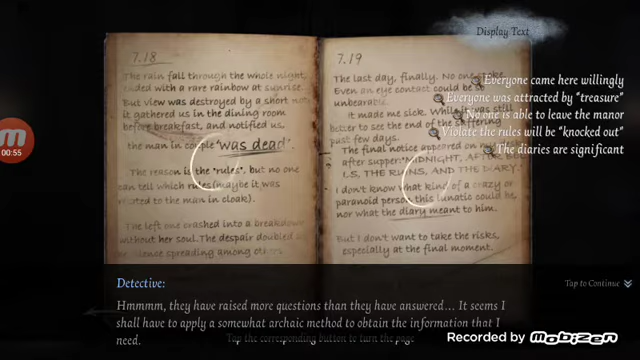 Display Text
7.18
The rain fall through the whole night,
ended with a rare rainbow at sunrise.
But view was destroyed by a short no
it gathered us in the dining room
before breakfast, and notified us,
the man in couple "was dead".
The reason is the "rules", but no one
can tell which rules(maybe it was
related to the man in cloak).
The left one crashed into a breakdown
without her soul. The despair doubled as
silence spreading among others
7.19
The last day, finally. No one spoke.
Even an eye contact could be
unbearable.
It made me sick. While it was still
better to see the end of the suffering
past few days.
The final notice appeared on my
after supper: "MIDNIGHT, AFTER
THE RUINS, AND THE DIARY."
I don't know what kind of a crazy or
paranoid person this lunatic could be,
nor what the diary meant to him.
But I don't want to take the risks,
especially at the final moment.
Everyone came here willingly
Everyone was attracted by "treasure"
No one is able to leave the manor
Violate the rules will be "knocked out"
The diaries are significant
00:55
Detective:
Tap to Continue
Hmmmm, they have raised more questions than they have answered... It seems I
shall have to apply a somewhat archaic method to obtain the information that I
need.
Tap the corresponding button to turn the page
Recorded by Mobizen